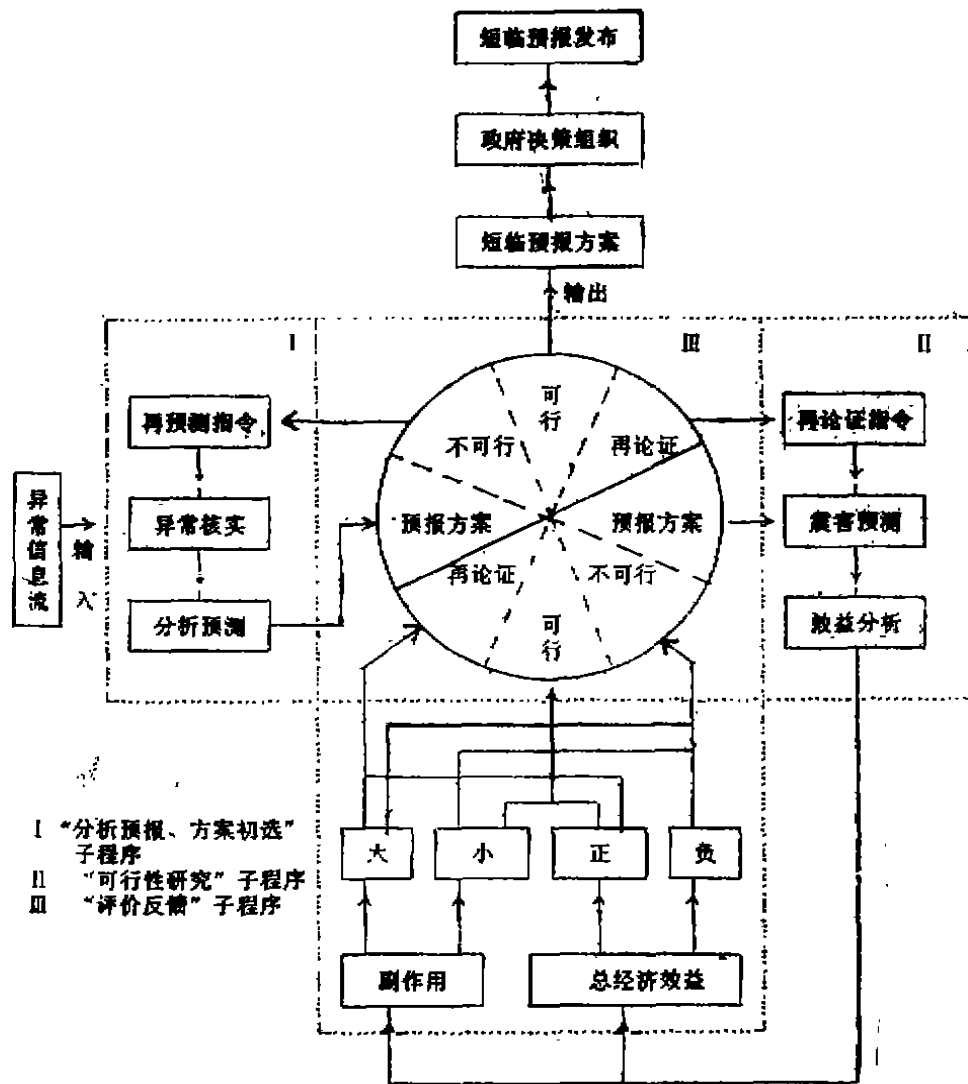 短临预报发布
政府决策组织
短临预报方案
输出
I
III
II
再预测指令
异常核实
分析预测
异常信息流
输入
可行
不可行
再论证
预报方案
预报方案
再论证
不可行
可行
再论证指令
震害预测
效益分析
大
小
正
负
副作用
总经济效益
I “分析预报、方案初选”
子程序
II “可行性研究”子程序
III “评价反馈”子程序